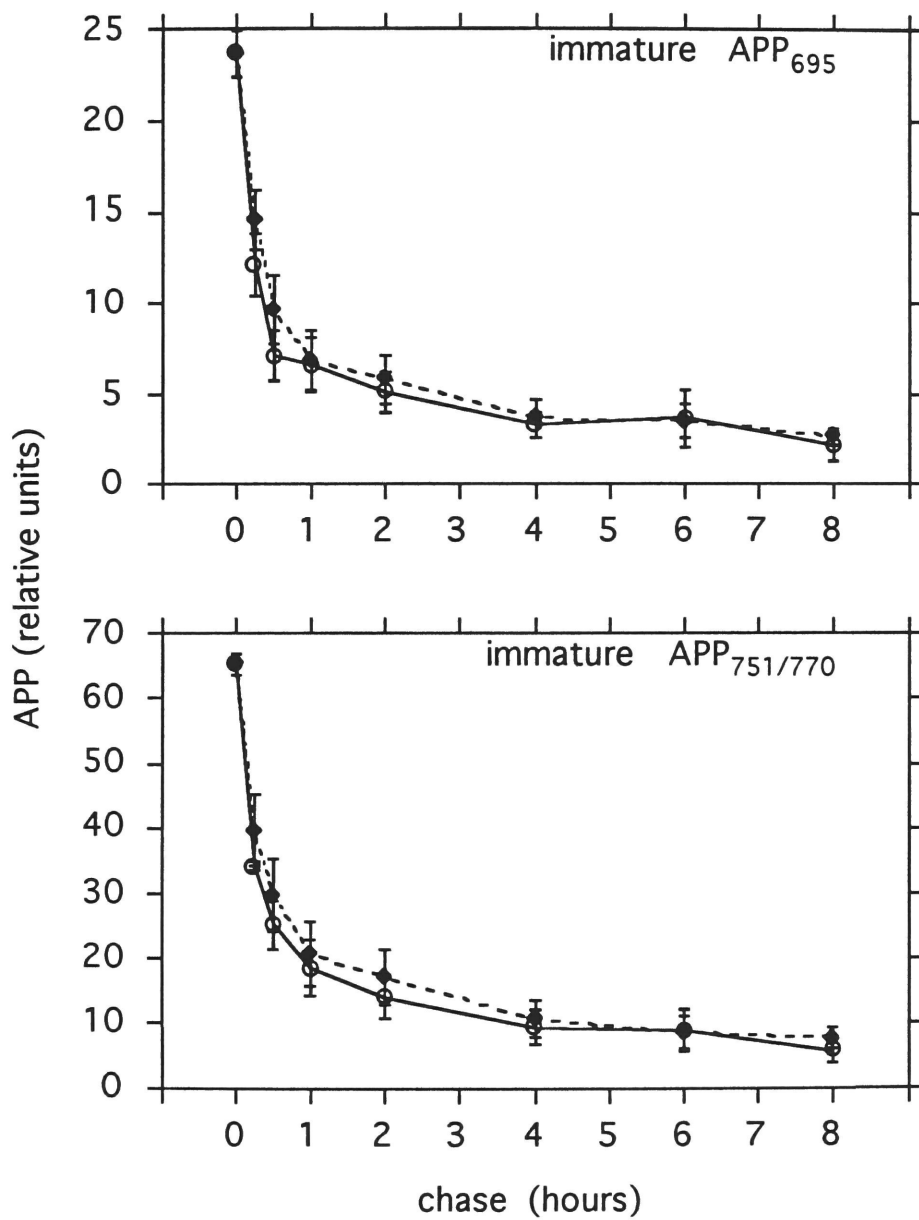 immature APP695
25
20
15
10
5
0
0 1 2 3 4 5 6 7 8
APP (relative units)
immature APP751/770
70
60
50
40
30
20
10
0
0 1 2 3 4 5 6 7 8
chase (hours)